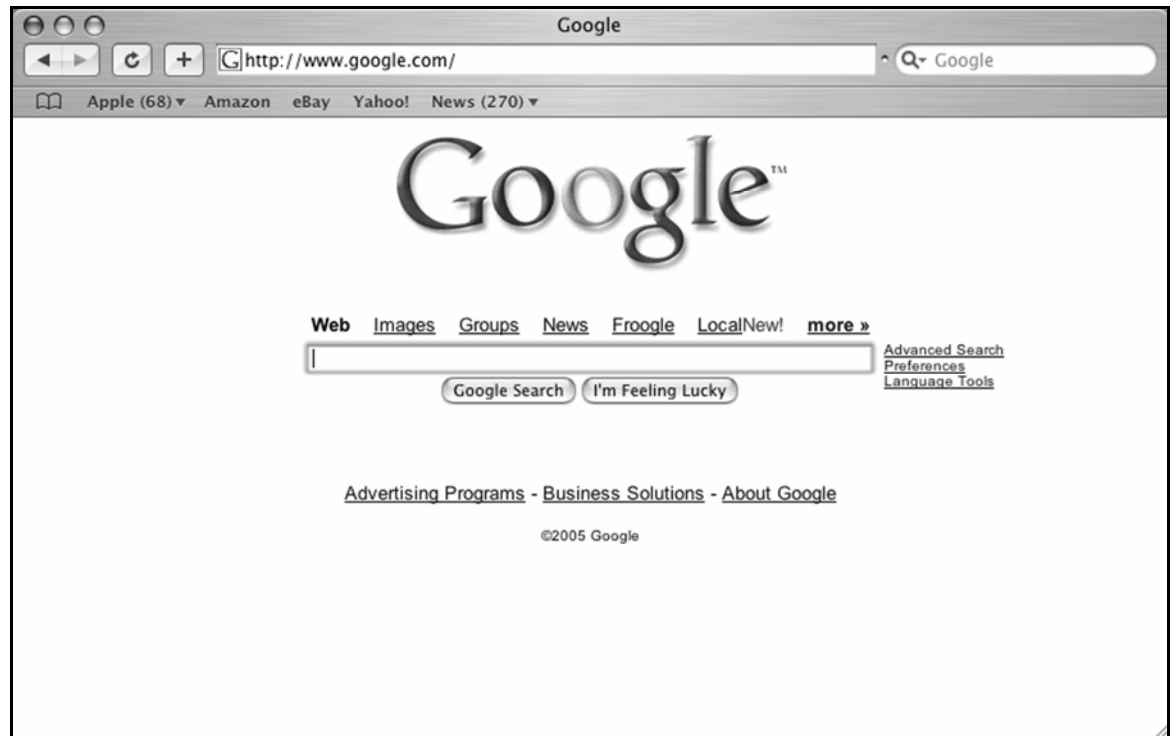 Google
G http://www.google.com/ Google
Apple (68) Amazon eBay Yahoo! News (270)
Google™
Web Images Groups News Froogle LocalNew! more »
Advanced Search
Preferences
Language Tools
Google Search I'm Feeling Lucky
Advertising Programs - Business Solutions - About Google
©2005 Google